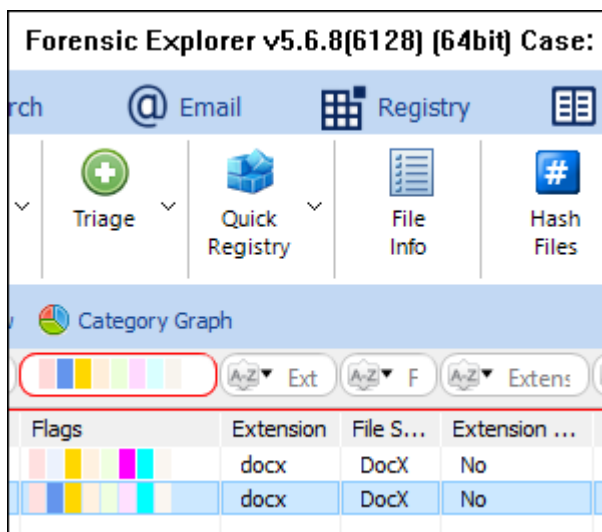 Forensic Explorer v5.6.8(6128) (64bit) Case:
rch Email Registry
Triage Quick Registry File Info Hash Files
Category Graph
A-Z Ext A-Z F A-Z Extens
Flags Extension File S... Extension ...
docx DocX No
docx DocX No